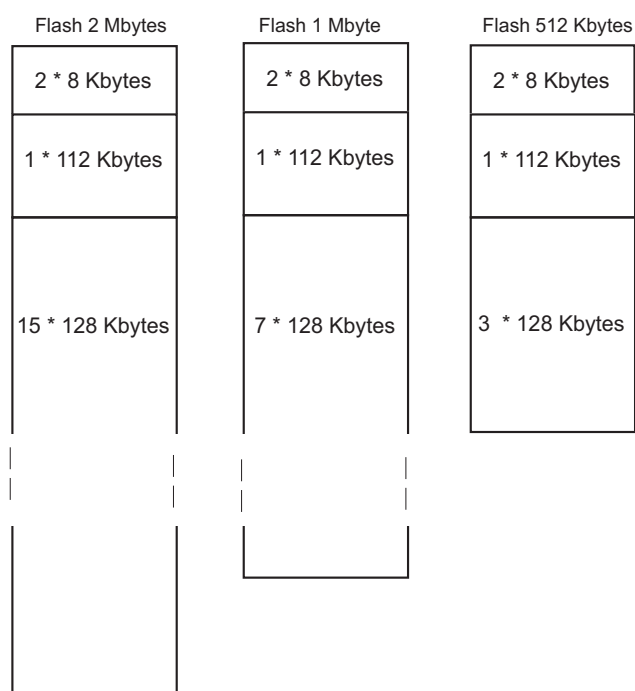 Flash 2 Mbytes
Flash 1 Mbyte
Flash 512 Kbytes
2 * 8 Kbytes
2 * 8 Kbytes
2 * 8 Kbytes
1 * 112 Kbytes
1 * 112 Kbytes
1 * 112 Kbytes
15 * 128 Kbytes
7 * 128 Kbytes
3 * 128 Kbytes